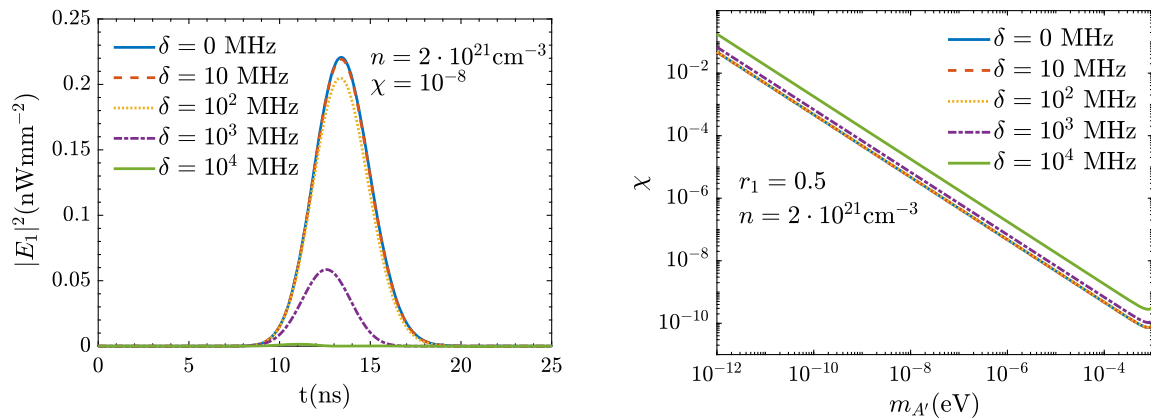 0.25
0.20
0.15
0.1
0.05
0
|E₁|²(nWmm⁻²)
δ = 0 MHz
δ = 10 MHz
δ = 10² MHz
δ = 10³ MHz
δ = 10⁴ MHz
n = 2 · 10²¹cm⁻³
χ = 10⁻⁸
0 5 10 15 20 25
t(ns)
10⁻²
10⁻⁴
10⁻⁶
10⁻⁸
10⁻¹⁰
χ
δ = 0 MHz
δ = 10 MHz
δ = 10² MHz
δ = 10³ MHz
δ = 10⁴ MHz
r₁ = 0.5
n = 2 · 10²¹cm⁻³
10⁻¹² 10⁻¹⁰ 10⁻⁸ 10⁻⁶ 10⁻⁴
m_A′(eV)